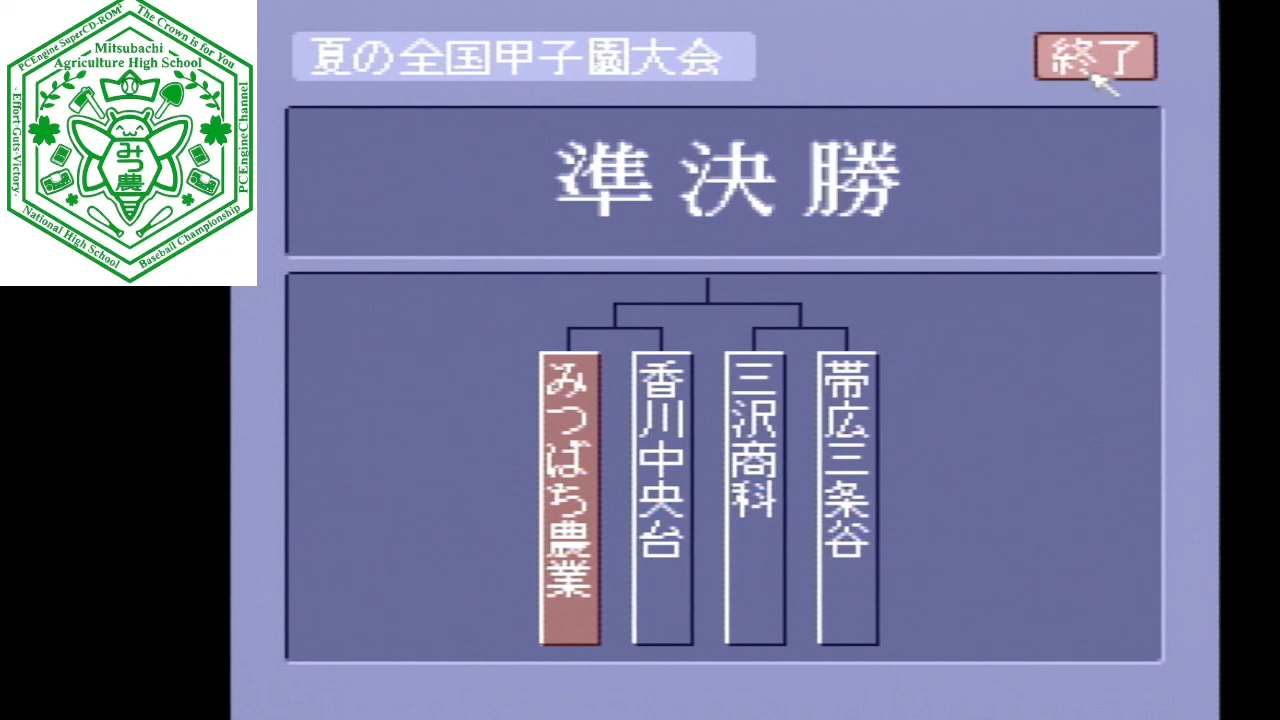 PCEngine SuperCD-ROM²
The Crown is for You
Mitsubachi
Agriculture High School
-Effort·Guts·Victory-
PCEngineChannel
みつ農
National High School
Baseball Championship
夏の全国甲子園大会
終了
準決勝
みつばち農業
香川中央台
三沢商科
帯広三条谷